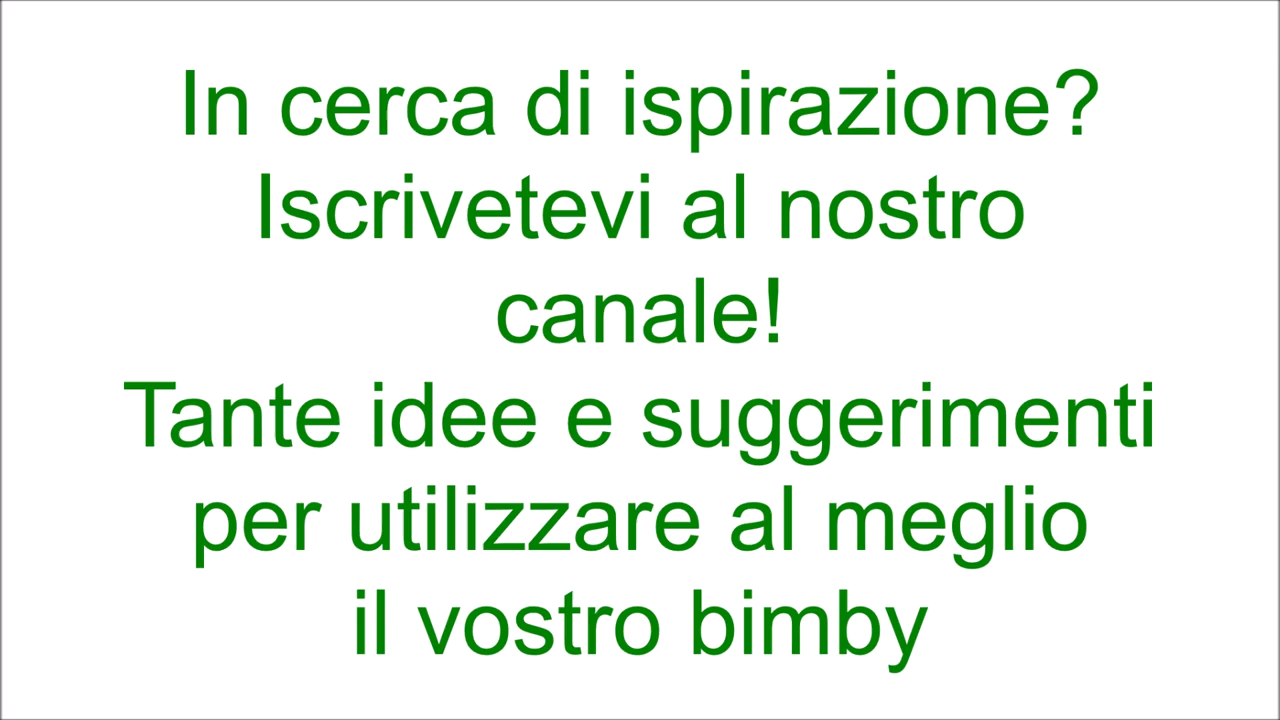 In cerca di ispirazione?
Iscrivetevi al nostro
canale!
Tante idee e suggerimenti
per utilizzare al meglio
il vostro bimby